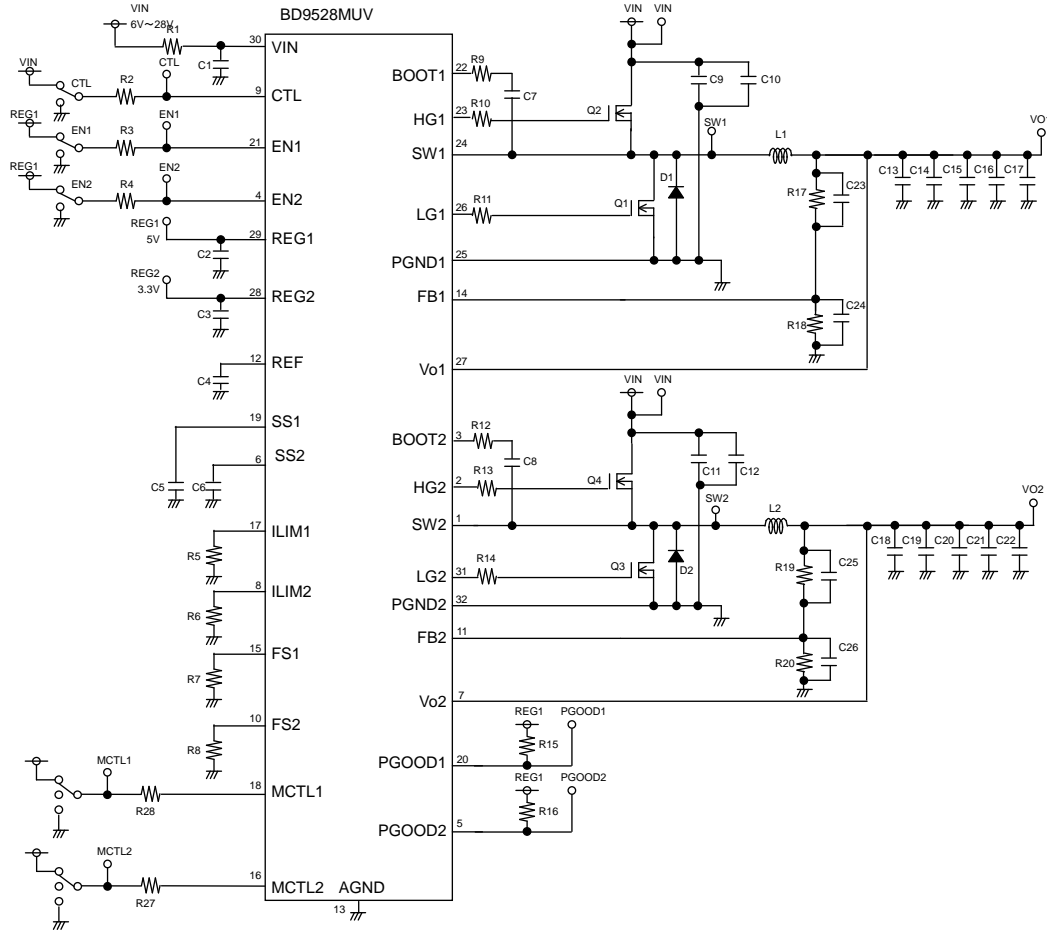 BD9528MUV
VIN
6V～28V
R1
30
VIN
C1
VIN
CTL
R2
CTL
9
CTL
REG1
EN1
R3
EN1
21
EN1
REG1
EN2
R4
EN2
4
EN2
REG1
5V
29
REG1
C2
REG2
3.3V
28
REG2
C3
12
REF
C4
19
SS1
6
SS2
C5
C6
17
ILIM1
R5
8
ILIM2
R6
15
FS1
R7
10
FS2
R8
MCTL1
R28
18
MCTL1
MCTL2
R27
16
MCTL2
AGND
13
VIN
VIN
BOOT1
22
R9
C7
C9
C10
HG1
23
R10
Q2
SW1
24
SW1
L1
VO1
C13
C14
C15
C16
C17
D1
R17
C23
LG1
26
R11
Q1
PGND1
25
FB1
14
R18
C24
Vo1
27
VIN
VIN
BOOT2
3
R12
C8
C11
C12
HG2
2
R13
Q4
SW2
1
SW2
L2
VO2
C18
C19
C20
C21
C22
LG2
31
R14
Q3
D2
R19
C25
PGND2
32
FB2
11
R20
C26
Vo2
7
REG1
PGOOD1
R15
PGOOD1
20
REG1
PGOOD2
R16
PGOOD2
5